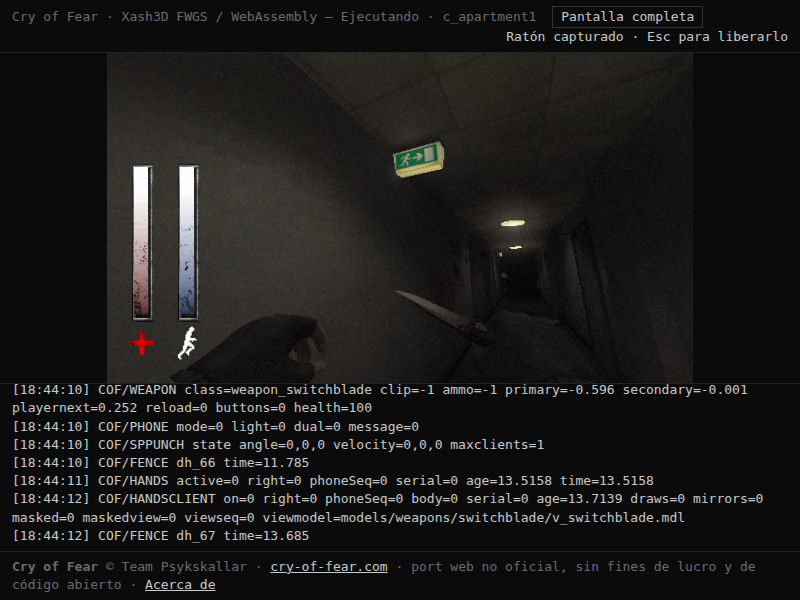 Cry of Fear · Xash3D FWGS / WebAssembly — Ejecutando · c_apartment1 Pantalla completa
Ratón capturado · Esc para liberarlo
[18:44:10] COF/WEAPON class=weapon_switchblade clip=-1 ammo=-1 primary=-0.596 secondary=-0.001
playernext=0.252 reload=0 buttons=0 health=100
[18:44:10] COF/PHONE mode=0 light=0 dual=0 message=0
[18:44:10] COF/SPPUNCH state angle=0,0,0 velocity=0,0,0 maxclients=1
[18:44:10] COF/FENCE dh_66 time=11.785
[18:44:11] COF/HANDS active=0 right=0 phoneSeq=0 serial=0 age=13.5158 time=13.5158
[18:44:12] COF/HANDSCLIENT on=0 right=0 phoneSeq=0 body=0 serial=0 age=13.7139 draws=0 mirrors=0
masked=0 maskedview=0 viewseq=0 viewmodel=models/weapons/switchblade/v_switchblade.mdl
[18:44:12] COF/FENCE dh_67 time=13.685
Cry of Fear © Team Psykskallar · cry-of-fear.com · port web no oficial, sin fines de lucro y de
código abierto · Acerca de